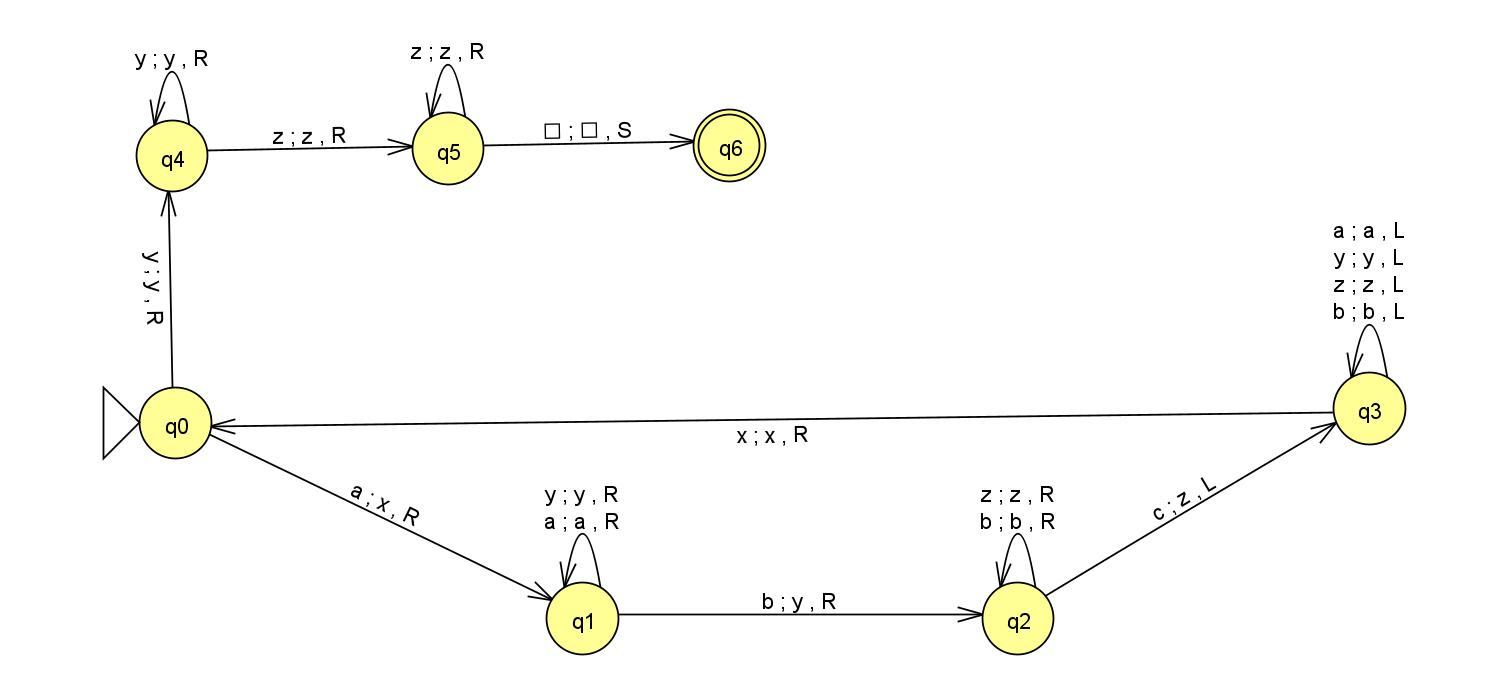 y ; y , R
z ; z , R
q4
z ; z , R
q5
□ ; □ , S
q6
y ; y , R
a ; a , L
y ; y , L
z ; z , L
b ; b , L
q0
x ; x , R
q3
a ; x , R
y ; y , R
a ; a , R
z ; z , R
b ; b , R
c ; z , L
q1
b ; y , R
q2